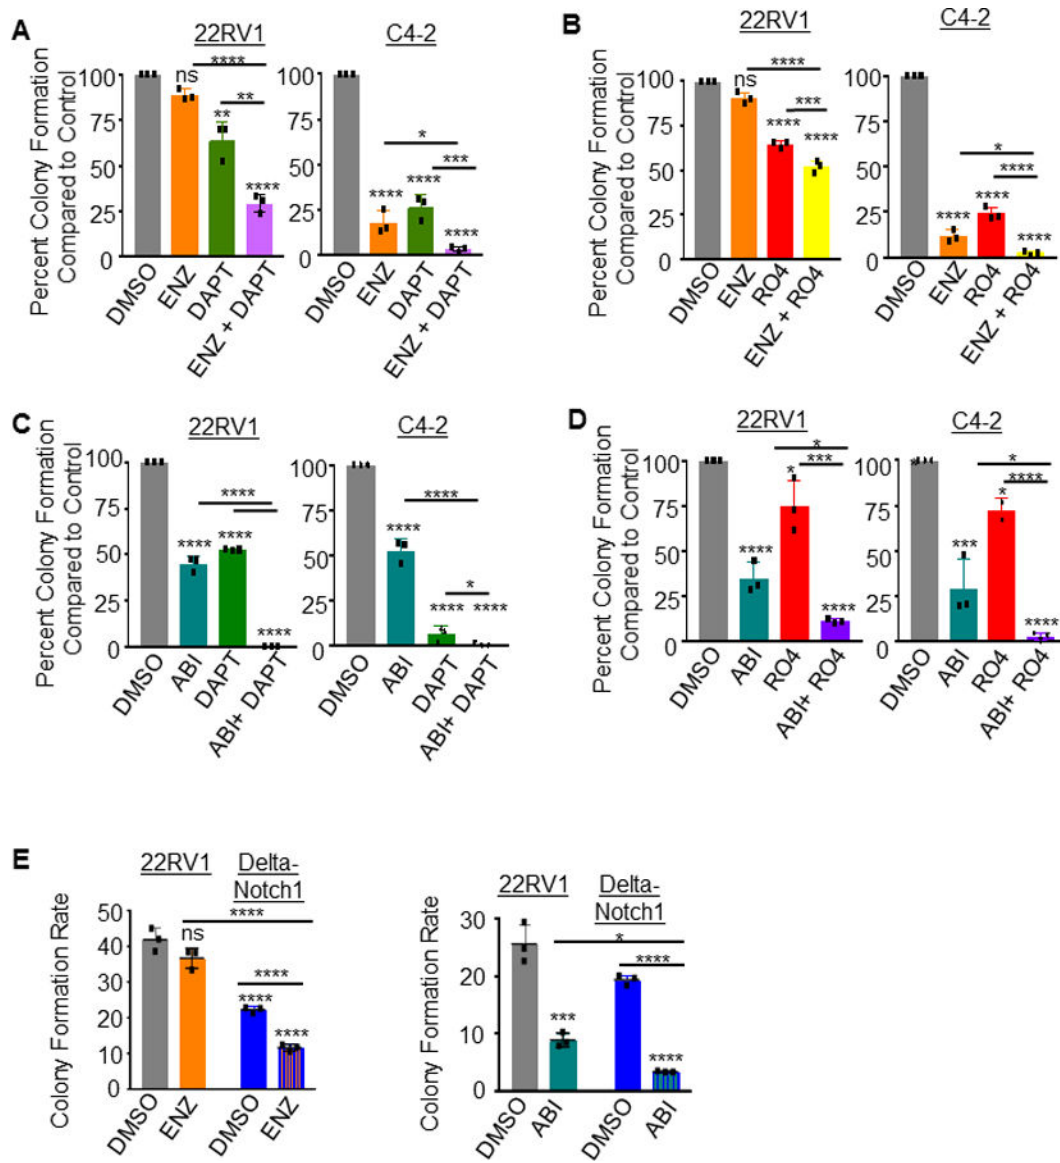 A
22RV1
C4-2
Percent Colony Formation
Compared to Control
100
75
50
25
0
ns
**
****
****
**
DMSO
ENZ
DAPT
ENZ + DAPT
100
75
50
25
0
****
****
****
*
***
DMSO
ENZ
DAPT
ENZ + DAPT
B
22RV1
C4-2
Percent Colony Formation
Compared to Control
100
75
50
25
0
ns
****
****
****
***
DMSO
ENZ
RO4
ENZ + RO4
100
75
50
25
0
****
****
****
*
****
DMSO
ENZ
RO4
ENZ + RO4
C
22RV1
C4-2
Percent Colony Formation
Compared to Control
100
75
50
25
0
****
****
****
****
DMSO
ABI
DAPT
ABI+ DAPT
100
75
50
25
0
****
****
****
****
*
DMSO
ABI
DAPT
ABI+ DAPT
D
22RV1
C4-2
Percent Colony Formation
Compared to Control
100
75
50
25
0
****
*
****
*
***
DMSO
ABI
RO4
ABI+ RO4
100
75
50
25
0
***
*
****
*
****
DMSO
ABI
RO4
ABI+ RO4
E
22RV1
Delta-
Notch1
Colony Formation Rate
50
40
30
20
10
0
ns
****
****
****
****
DMSO
ENZ
DMSO
ENZ
22RV1
Delta-
Notch1
Colony Formation Rate
30
20
10
0
***
*
****
****
DMSO
ABI
DMSO
ABI